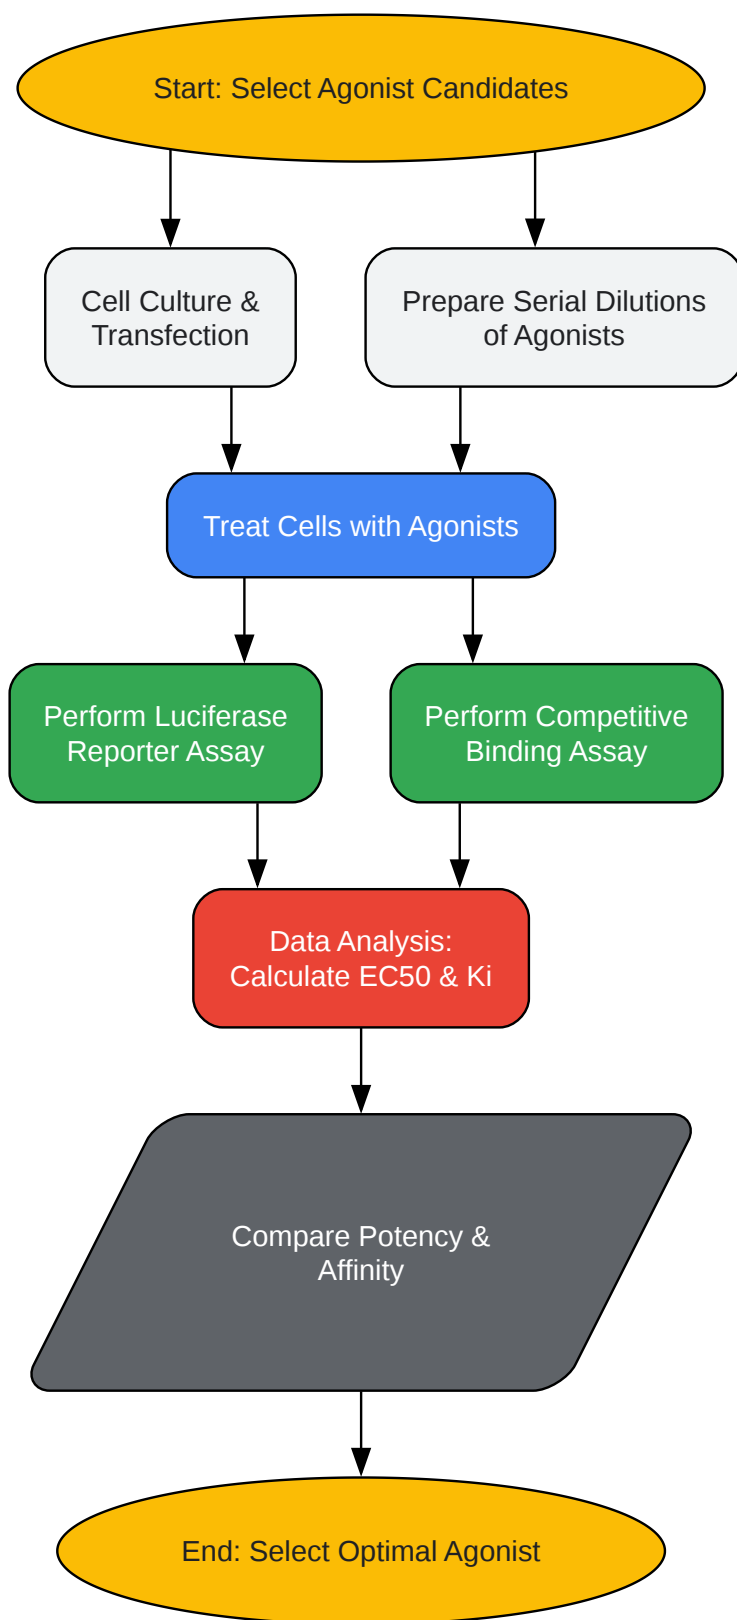 Start: Select Agonist Candidates
Cell Culture &
Transfection
Prepare Serial Dilutions
of Agonists
Treat Cells with Agonists
Perform Luciferase
Reporter Assay
Perform Competitive
Binding Assay
Data Analysis:
Calculate EC50 & Ki
Compare Potency &
Affinity
End: Select Optimal Agonist